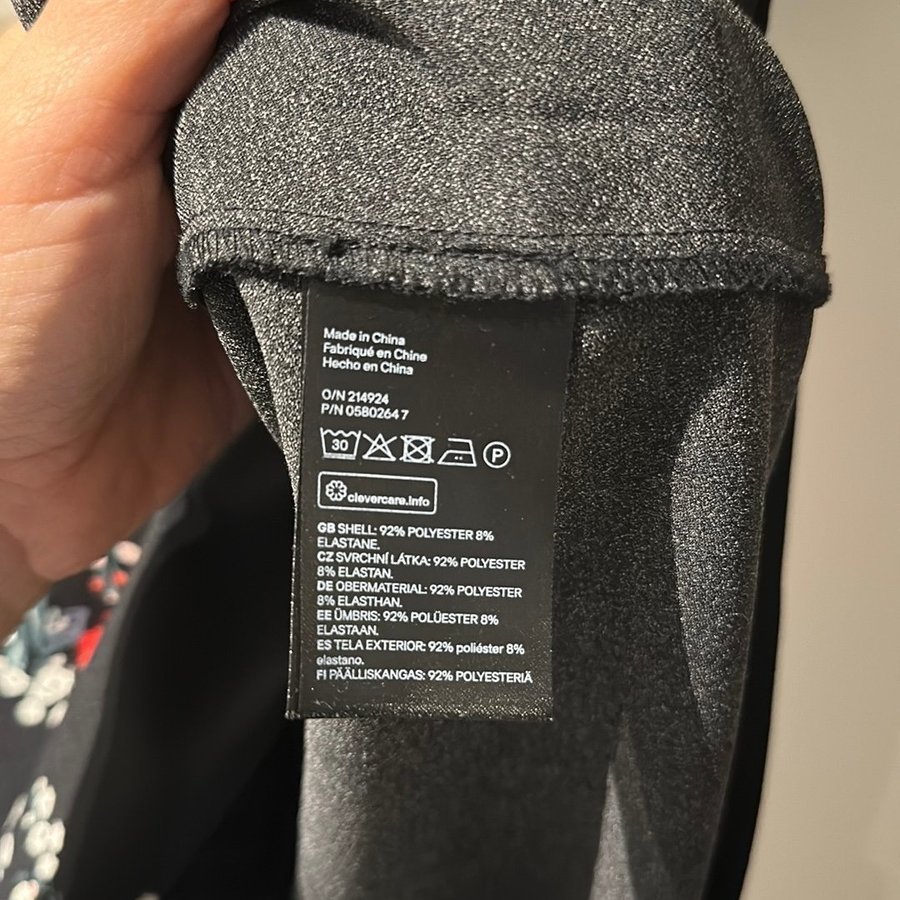 Made in China
Fabriqué en Chine
Hecho en China
O/N 214924
P/N 0580264 7
30
P
clevercare.info
GB SHELL: 92% POLYESTER 8%
ELASTANE.
CZ SVRCHNÍ LÁTKA: 92% POLYESTER
8% ELASTAN.
DE OBERMATERIAL: 92% POLYESTER
8% ELASTHAN.
EE ÜMBRIS: 92% POLÜESTER 8%
ELASTAAN.
ES TELA EXTERIOR: 92% poliéster 8%
elastano.
FI PÄÄLLISKANGAS: 92% POLYESTERIÄ